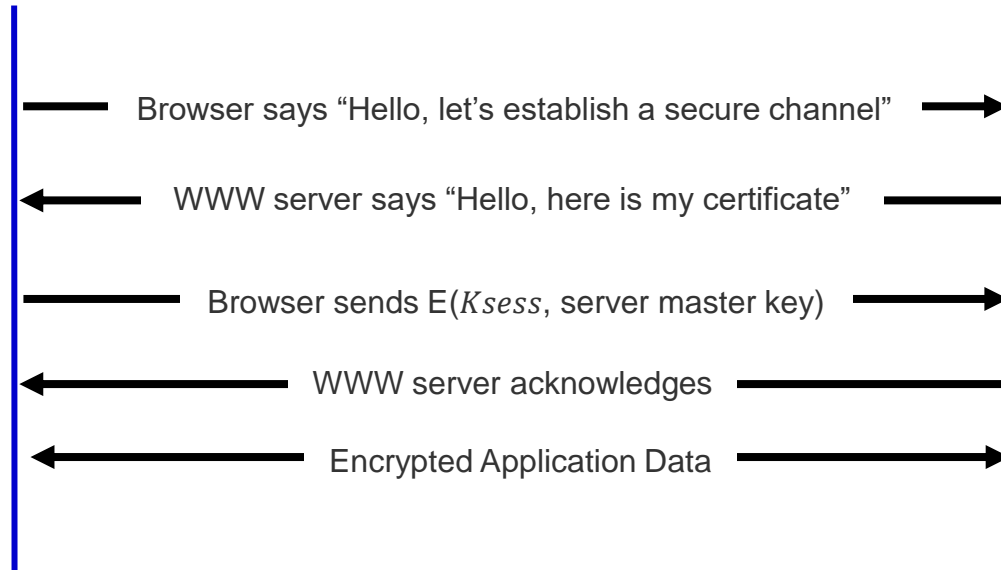 Browser says “Hello, let’s establish a secure channel”
WWW server says “Hello, here is my certificate”
Browser sends E(𝐾𝑠𝑒𝑠𝑠, server master key)
WWW server acknowledges
Encrypted Application Data